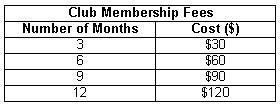 Club Membership Fees
Number of Months Cost ($)
3 $30
6 $60
9 $90
12 $120